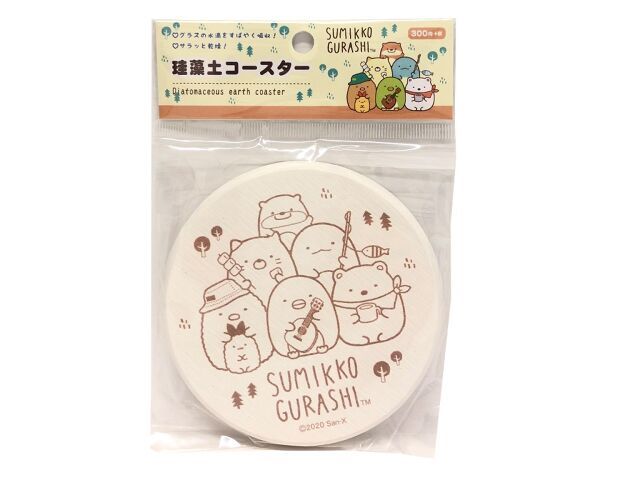 ♡グラスの水滴をすばやく吸収!
♡サラッと乾燥!
珪藻土コースター
Diatomaceous earth coaster
SUMIKKO
GURASHI™
300円+税
SUMIKKO
GURASHI™
©2020 San-X